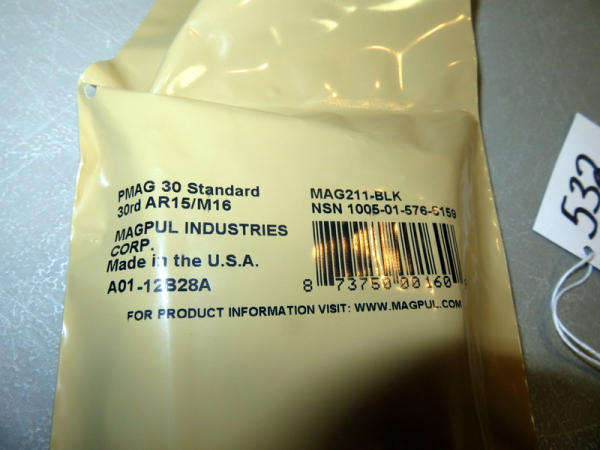 PMAG 30 Standard
30rd AR15/M16
MAGPUL INDUSTRIES
CORP.
Made in the U.S.A.
A01-12B28A
MAG211-BLK
NSN 1005-01-576-5159
8 73750 00160
FOR PRODUCT INFORMATION VISIT: WWW.MAGPUL.COM
532